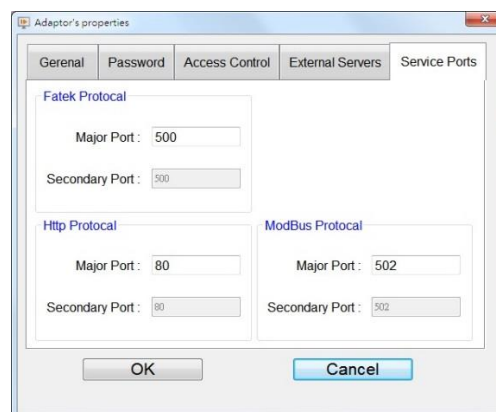 Adaptor's properties
x
Gerenal Password Access Control External Servers Service Ports
Fatek Protocal
Major Port : 500
Secondary Port : 500
Http Protocal
Major Port : 80
Secondary Port : 80
ModBus Protocal
Major Port : 502
Secondary Port : 502
OK Cancel